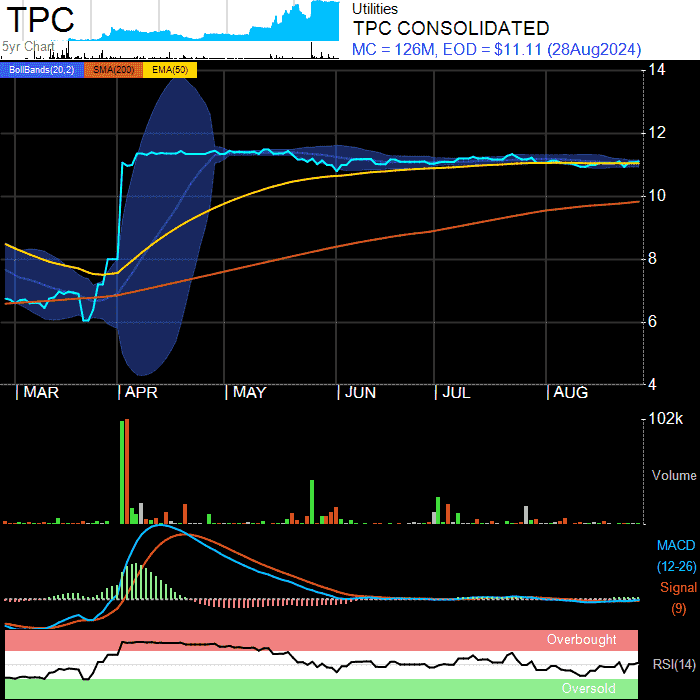 TPC
5yr Chart
Utilities
TPC CONSOLIDATED
MC = 126M, EOD = $11.11 (28Aug2024)
BollBands(20,2) SMA(200) EMA(50)
14
12
10
8
6
4
MAR APR MAY JUN JUL AUG
102k
Volume
MACD
(12-26)
Signal
(9)
Overbought
RSI(14)
Oversold